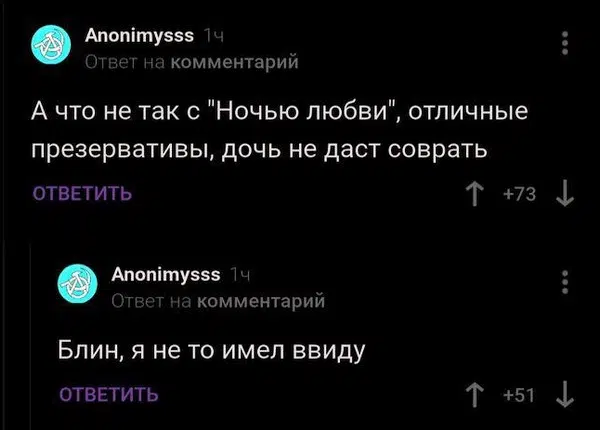 Anonimysss 1ч
Ответ на комментарий
А что не так с "Ночью любви", отличные
презервативы, дочь не даст соврать
ОТВЕТИТЬ +73
Anonimysss 1ч
Ответ на комментарий
Блин, я не то имел ввиду
ОТВЕТИТЬ +51